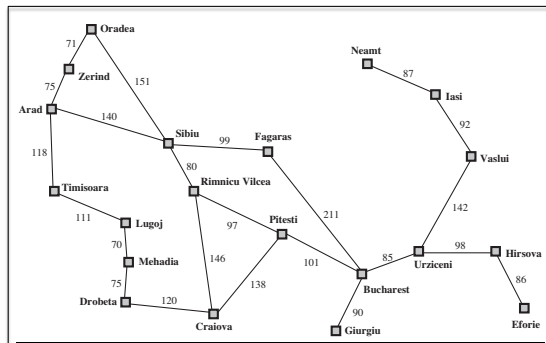 Oradea
71
Neamt
87
Zerind
151
75
Iasi
Arad
140
92
Sibiu
99
Fagaras
118
80
Vaslui
Timisoara
Rimnicu Vilcea
111
Lugoj
97
Pitesti
211
142
70
98
Hirsova
Mehadia
146
101
85
Urziceni
75
138
86
Bucharest
Drobeta
120
90
Craiova
Giurgiu
Eforie